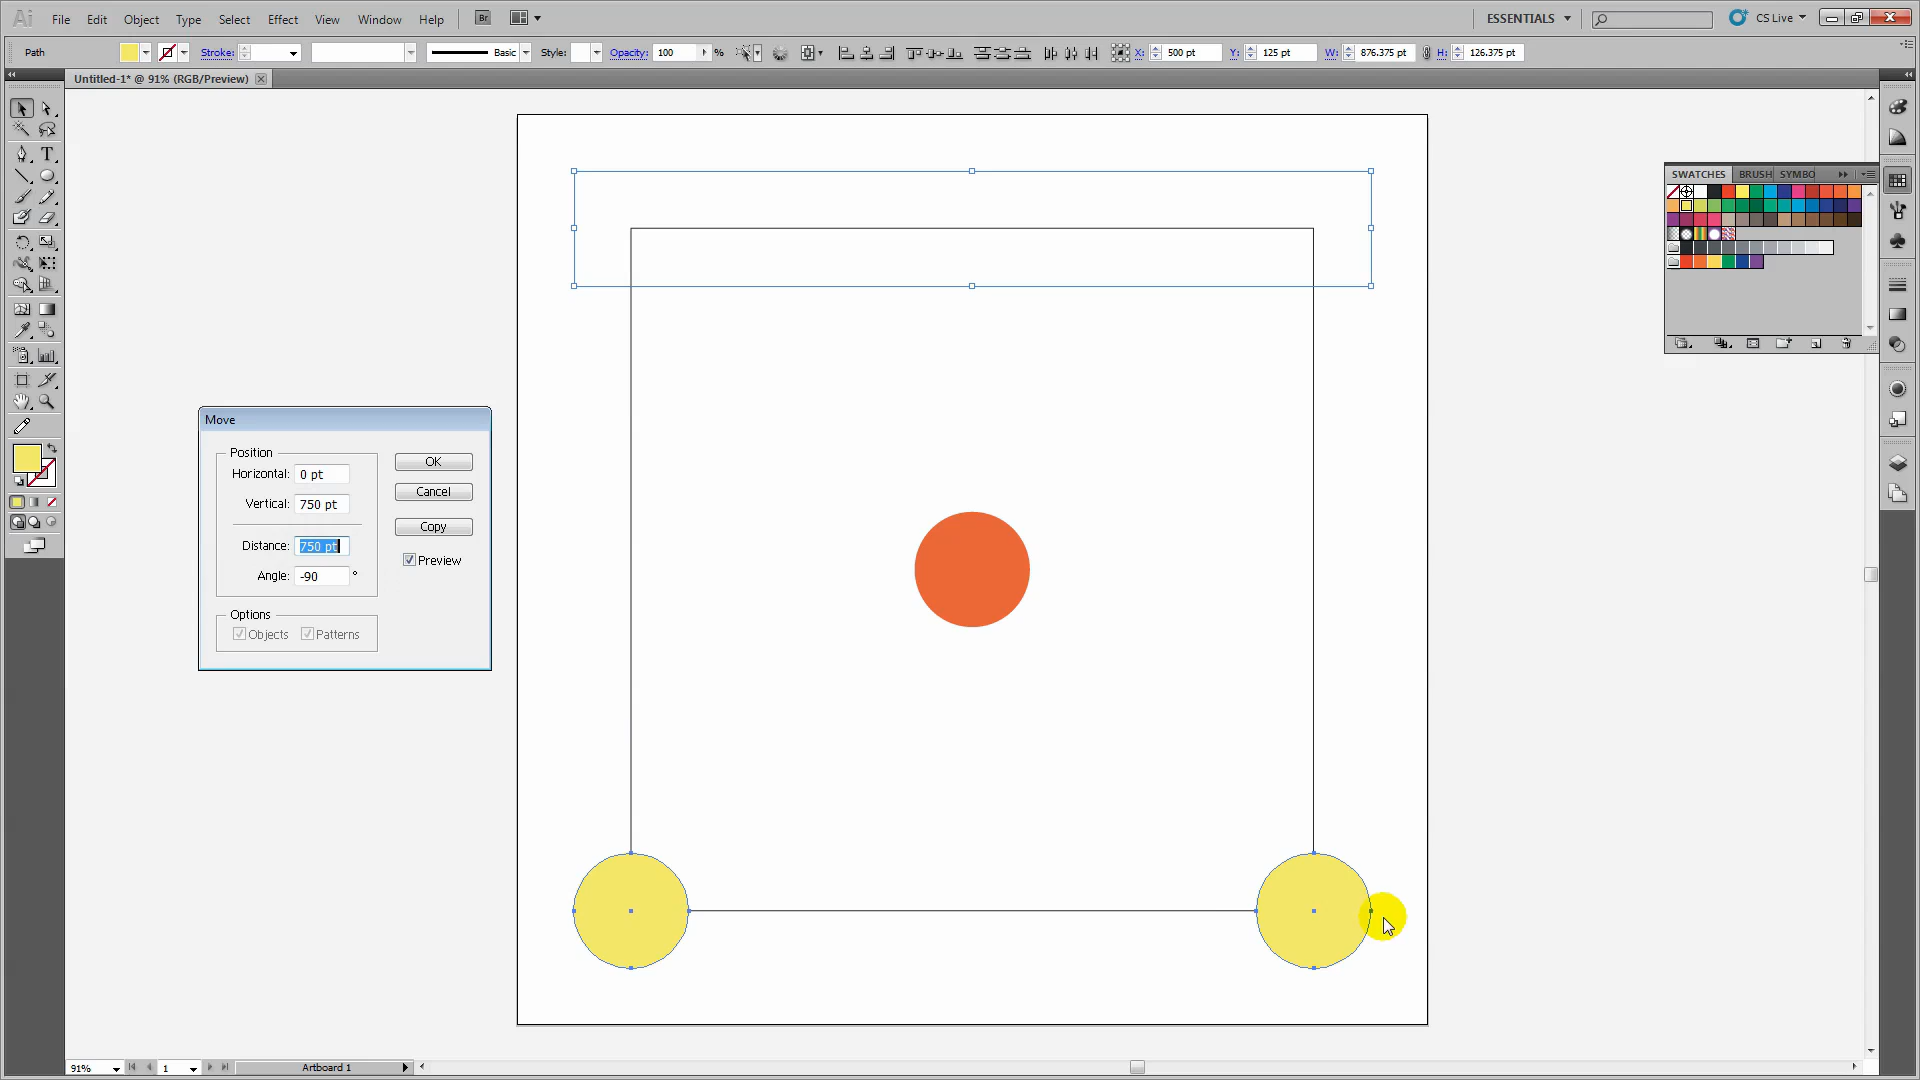 Ai File Edit Object Type Select Effect View Window Help Br ESSENTIALS CS Live
Path Stroke: Basic Style: Opacity: 100 % X: 500 pt Y: 125 pt W: 876.375 pt H: 126.375 pt
Untitled-1* @ 91% (RGB/Preview)
T
SWATCHES BRUSH SYMBO
Move
Position
Horizontal: 0 pt
Vertical: 750 pt
Distance: 750 pt
Angle: -90 °
OK
Cancel
Copy
Preview
Options
Objects Patterns
91% 1 Artboard 1